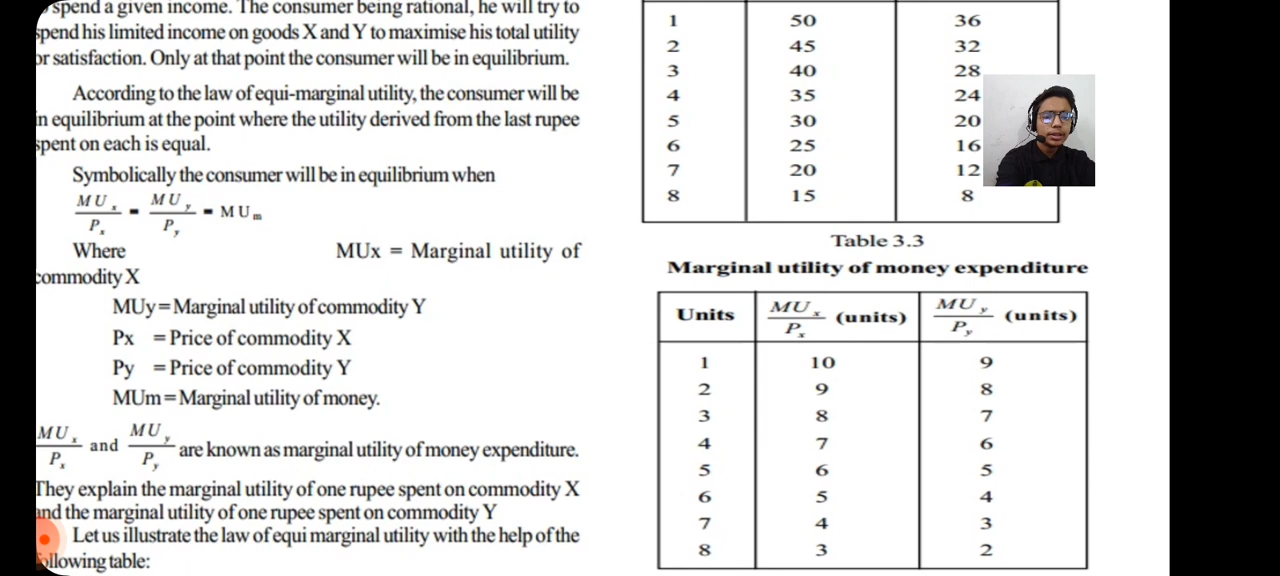 spend a given income. The consumer being rational, he will try to
spend his limited income on goods X and Y to maximise his total utility
or satisfaction. Only at that point the consumer will be in equilibrium.
According to the law of equi-marginal utility, the consumer will be
in equilibrium at the point where the utility derived from the last rupee
spent on each is equal.
Symbolically the consumer will be in equilibrium when
MUₓ/Pₓ = MUᵧ/Pᵧ = MUₘ
Where MUx = Marginal utility of
commodity X
MUy = Marginal utility of commodity Y
Px = Price of commodity X
Py = Price of commodity Y
MUm = Marginal utility of money.
MUₓ/Pₓ and MUᵧ/Pᵧ are known as marginal utility of money expenditure.
They explain the marginal utility of one rupee spent on commodity X
and the marginal utility of one rupee spent on commodity Y
Let us illustrate the law of equi marginal utility with the help of the
following table:
1 50 36
2 45 32
3 40 28
4 35 24
5 30 20
6 25 16
7 20 12
8 15 8
Table 3.3
Marginal utility of money expenditure
Units MUₓ/Pₓ (units) MUᵧ/Pᵧ (units)
1 10 9
2 9 8
3 8 7
4 7 6
5 6 5
6 5 4
7 4 3
8 3 2